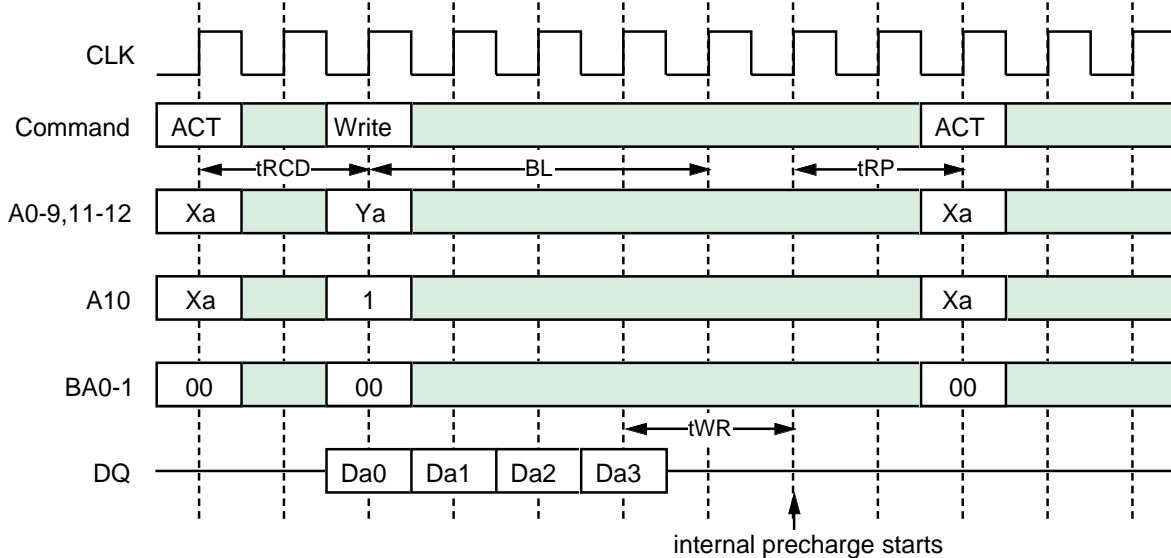 CLK
Command ACT Write ACT
tRCD BL tRP
A0-9,11-12 Xa Ya Xa
A10 Xa 1 Xa
BA0-1 00 00 00
tWR
DQ Da0 Da1 Da2 Da3
internal precharge starts